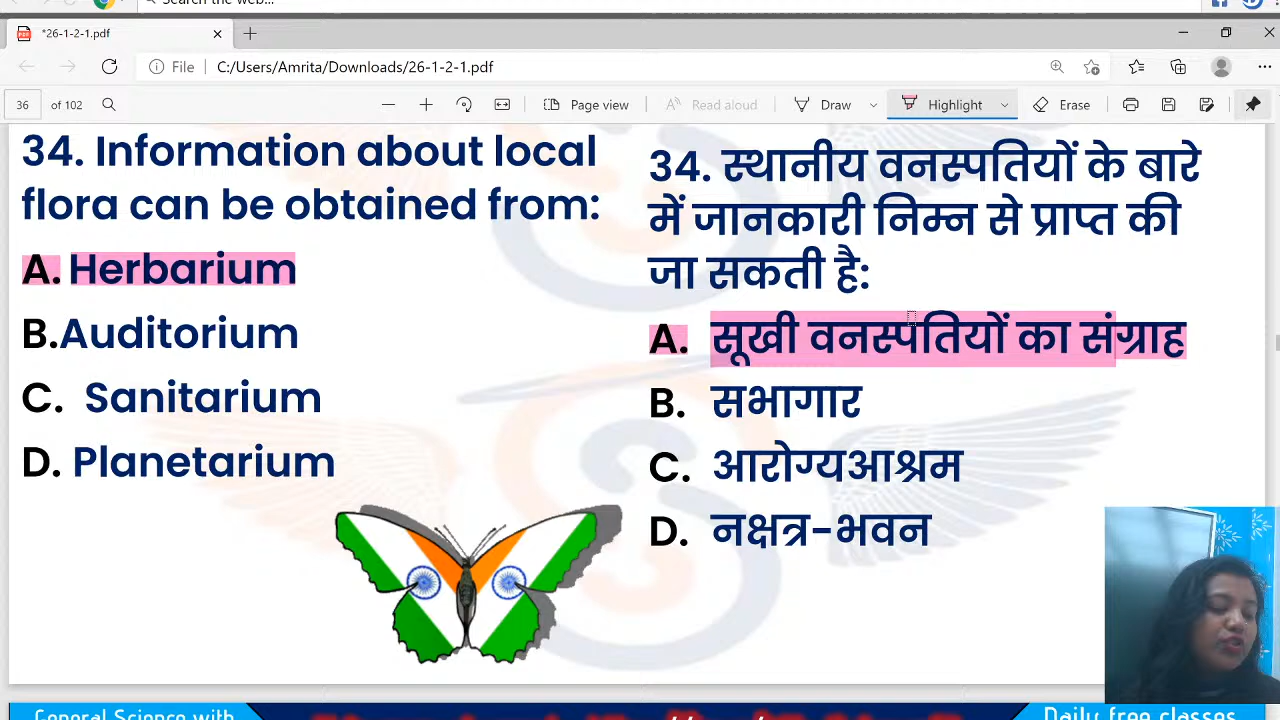 Search the web...
*26-1-2-1.pdf
File C:/Users/Amrita/Downloads/26-1-2-1.pdf
36 of 102 Page view Read aloud Draw Highlight Erase
34. Information about local
flora can be obtained from:
A. Herbarium
B.Auditorium
C. Sanitarium
D. Planetarium
34. स्थानीय वनस्पतियों के बारे
में जानकारी निम्न से प्राप्त की
जा सकती है:
A. सूखी वनस्पतियों का संग्राह
B. सभागार
C. आरोग्यआश्रम
D. नक्षत्र-भवन
General Science with
Daily free classes